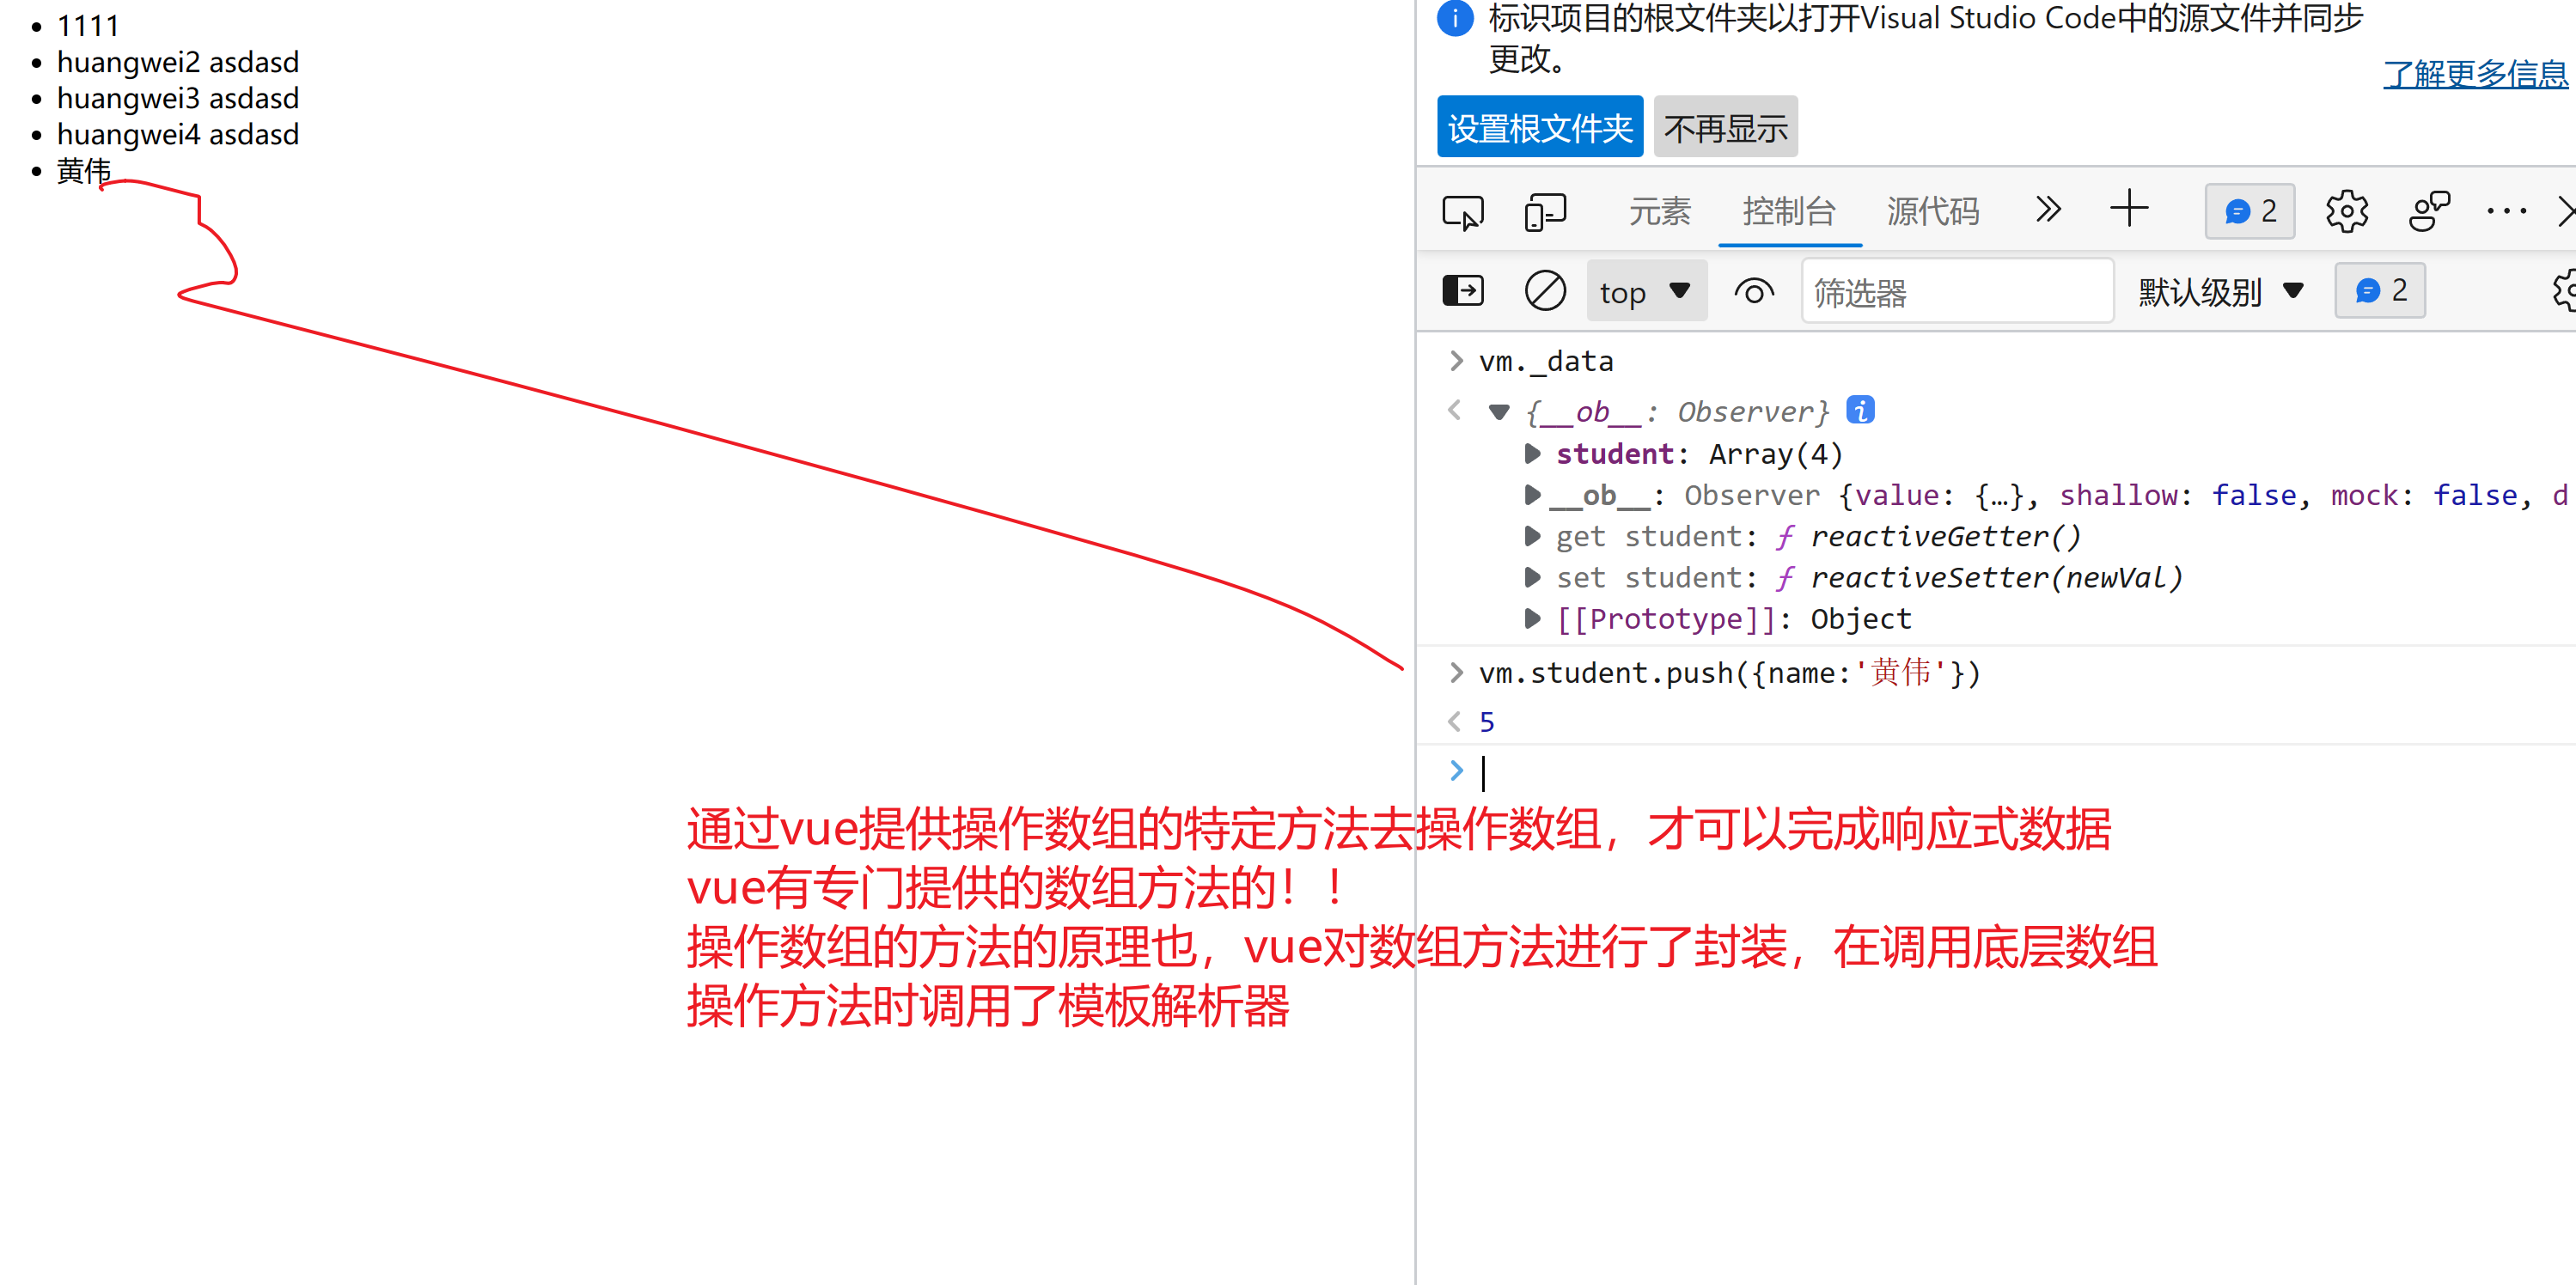 1111
huangwei2 asdasd
huangwei3 asdasd
huangwei4 asdasd
黄伟
标识项目的根文件夹以打开Visual Studio Code中的源文件并同步
更改。
了解更多信息
设置根文件夹 不再显示
元素 控制台 源代码 2
top 筛选器 默认级别 2
vm._data
{__ob__: Observer}
student: Array(4)
__ob__: Observer {value: {…}, shallow: false, mock: false, d
get student: ƒ reactiveGetter()
set student: ƒ reactiveSetter(newVal)
[[Prototype]]: Object
vm.student.push({name:'黄伟'})
5
通过vue提供操作数组的特定方法去操作数组，才可以完成响应式数据
vue有专门提供的数组方法的！！
操作数组的方法的原理也，vue对数组方法进行了封装，在调用底层数组
操作方法时调用了模板解析器